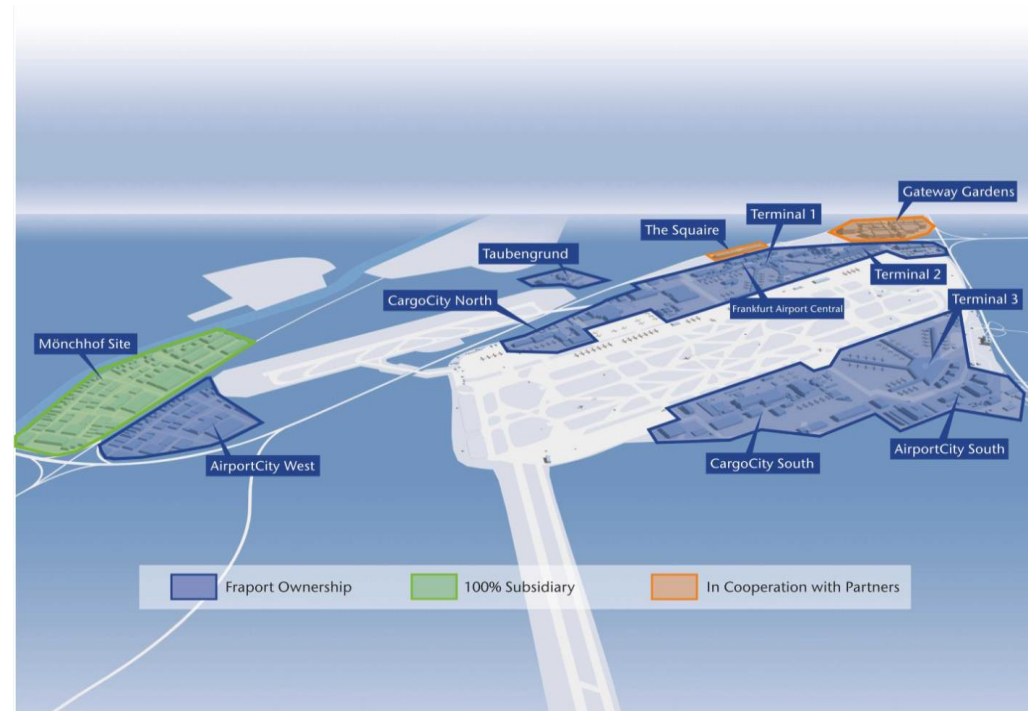 Gateway Gardens
Terminal 1
The Squaire
Taubengrund
Terminal 2
CargoCity North
Frankfurt Airport Central
Terminal 3
Mönchhof Site
AirportCity West
CargoCity South
AirportCity South
Fraport Ownership
100% Subsidiary
In Cooperation with Partners